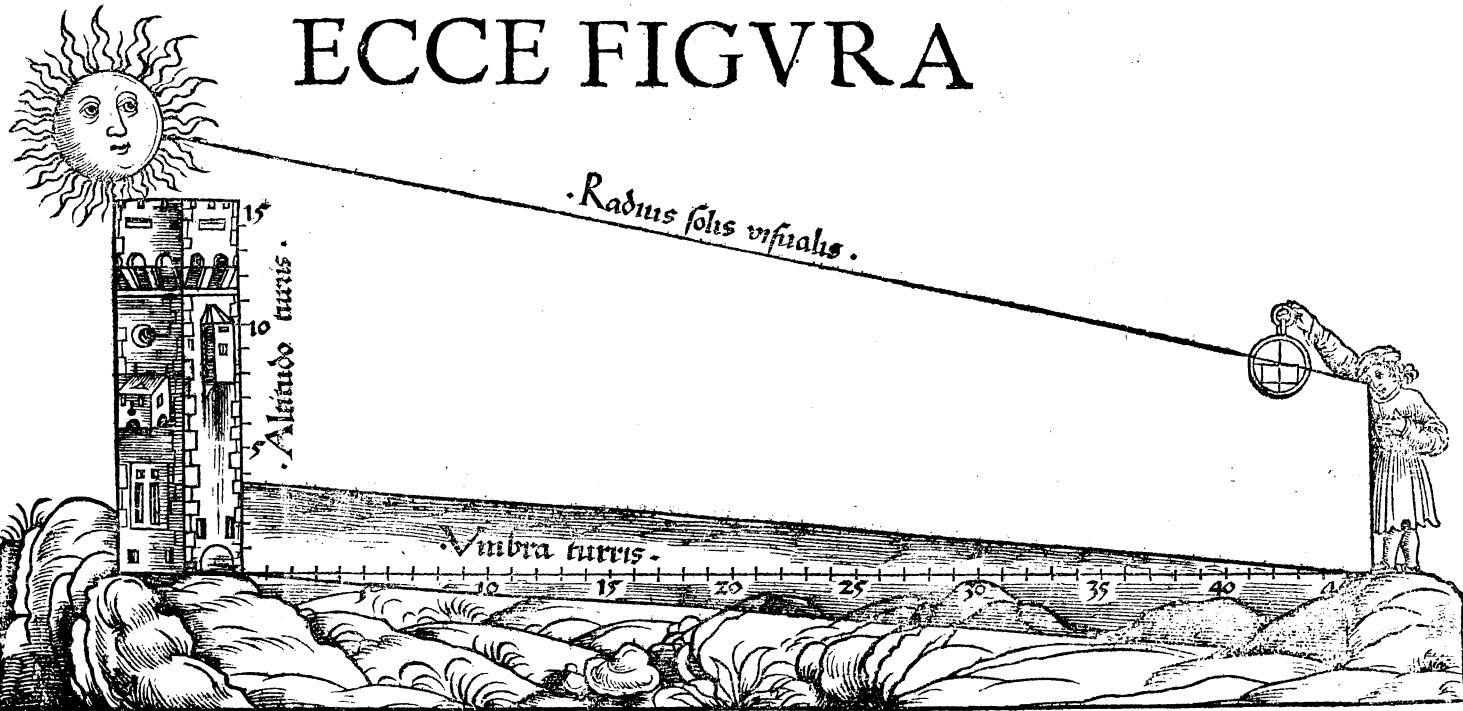 ECCE FIGVRA
.Radius solis visualis.
15
10
5
.Altitudo turris.
.Vmbra turris.
10 15 20 25 30 35 40